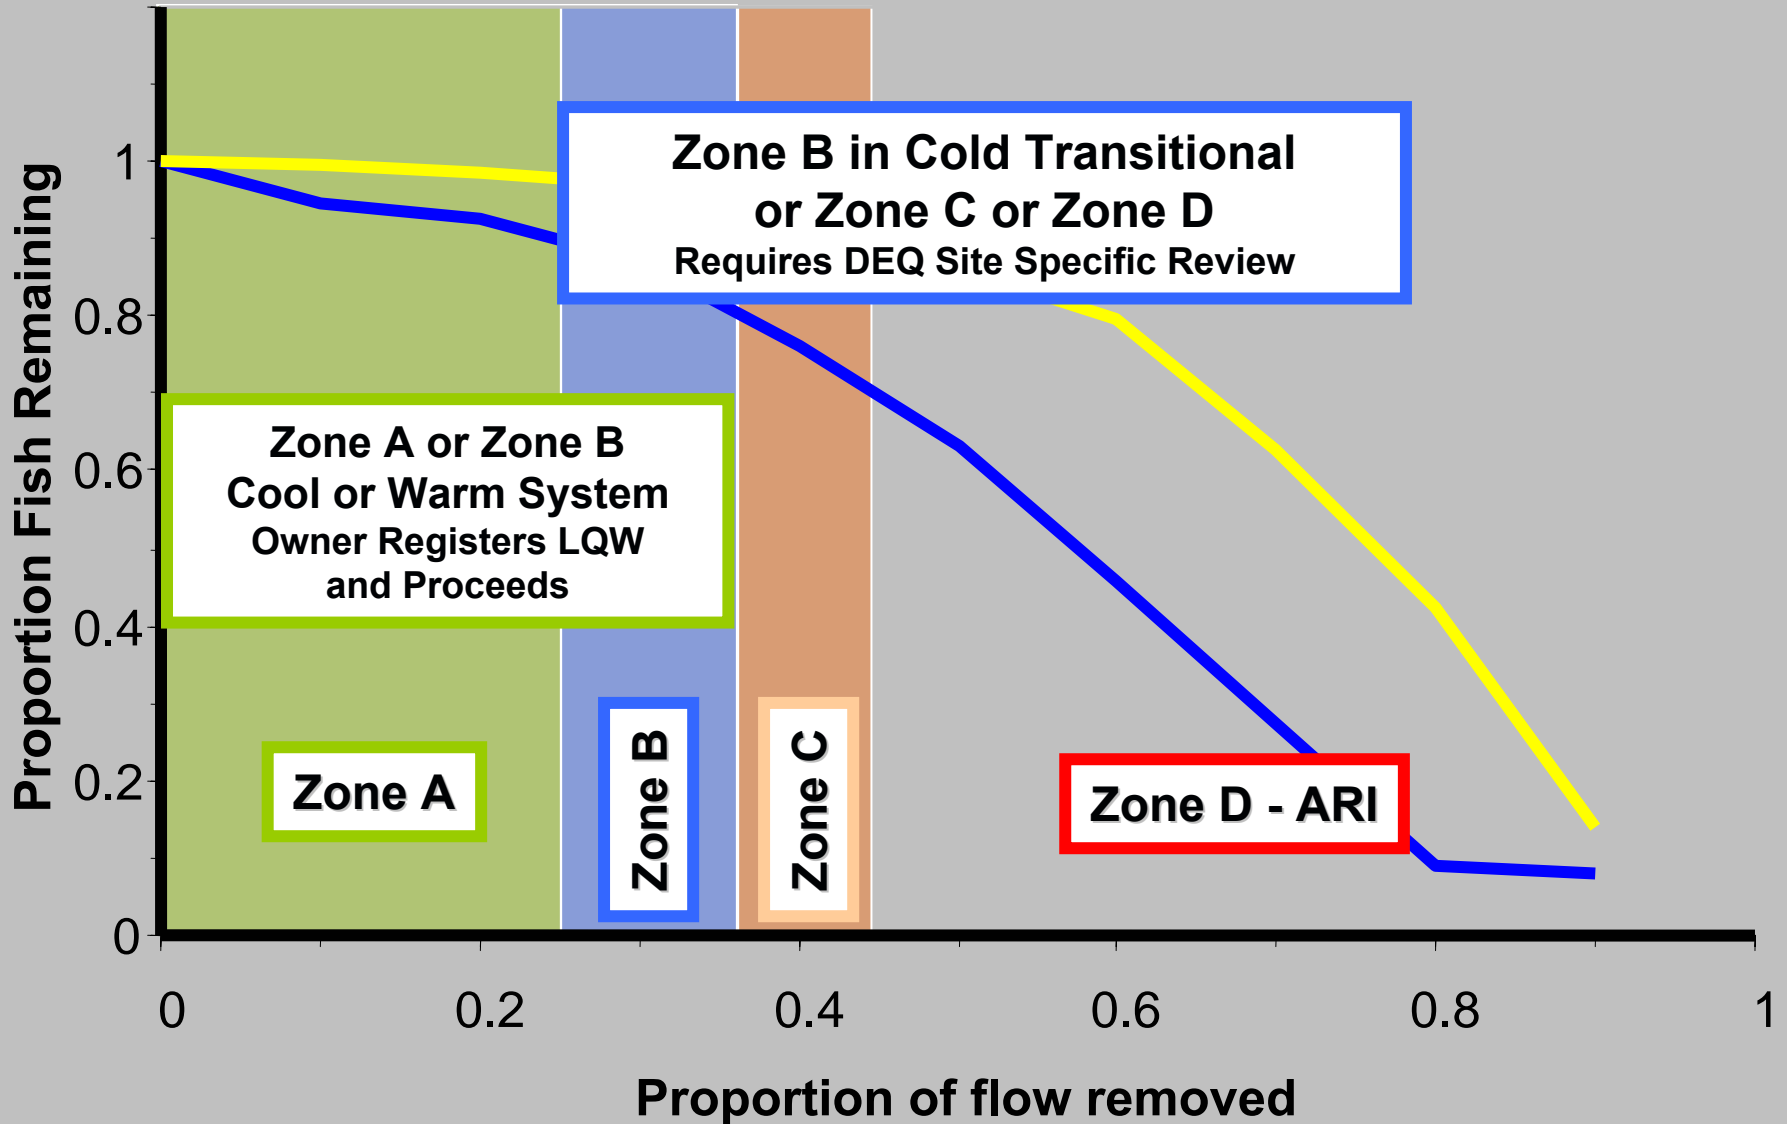 Proportion Fish Remaining
1
0.8
0.6
0.4
0.2
0
Zone B in Cold Transitional
or Zone C or Zone D
Requires DEQ Site Specific Review
Zone A or Zone B
Cool or Warm System
Owner Registers LQW
and Proceeds
Zone A
Zone B
Zone C
Zone D - ARI
0 0.2 0.4 0.6 0.8 1
Proportion of flow removed